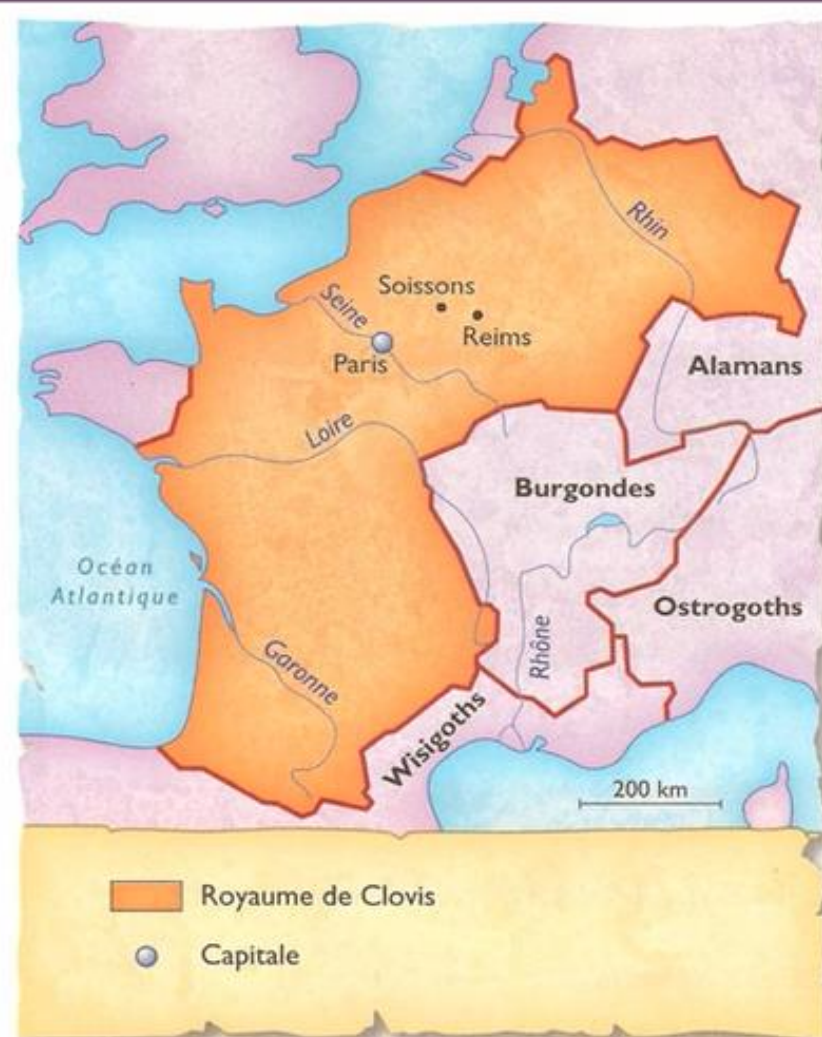 Rhin
Soissons
Seine
Reims
Paris
Alamans
Loire
Burgondes
Océan
Atlantique
Ostrogoths
Rhône
Garonne
Wisigoths
200 km
Royaume de Clovis
Capitale